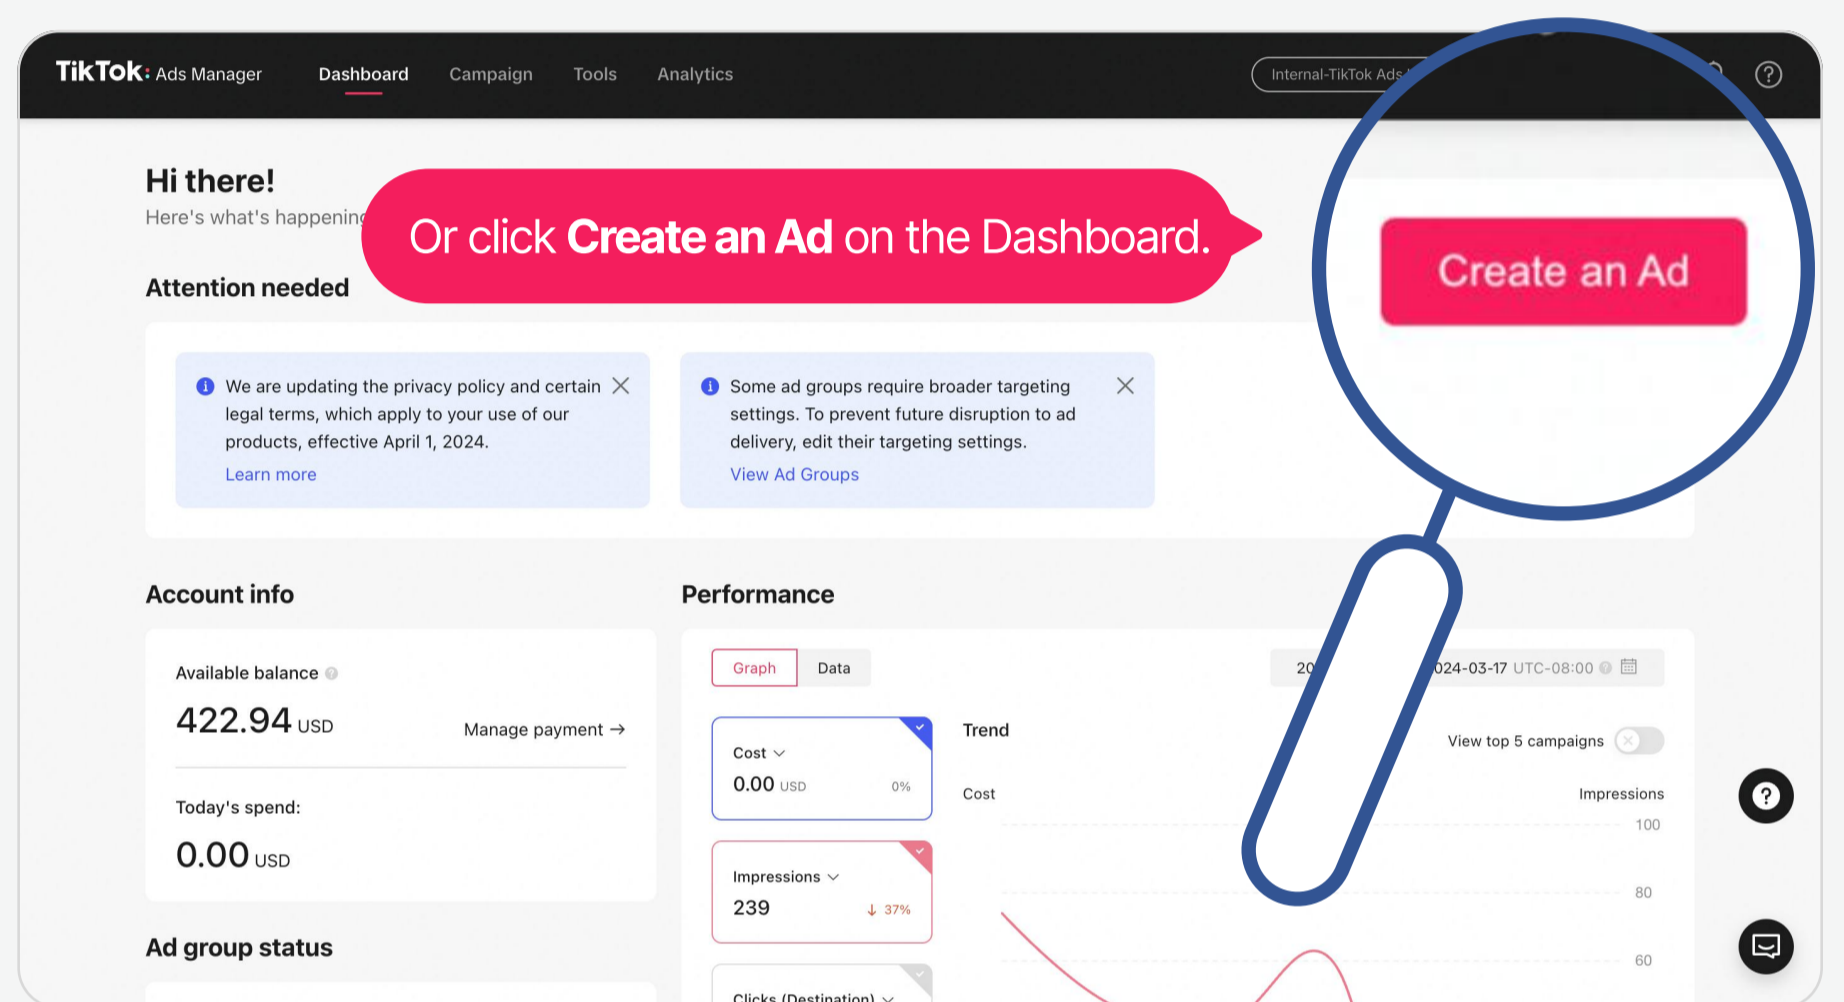 TikTok: Ads Manager
Dashboard
Campaign
Tools
Analytics
Internal-TikTok Ads
Hi there!
Here's what's happening
Or click Create an Ad on the Dashboard.
Create an Ad
Attention needed
We are updating the privacy policy and certain
legal terms, which apply to your use of our
products, effective April 1, 2024.
Learn more
Some ad groups require broader targeting
settings. To prevent future disruption to ad
delivery, edit their targeting settings.
View Ad Groups
Account info
Available balance
422.94 USD
Manage payment →
Today's spend:
0.00 USD
Ad group status
Performance
Graph
Data
20
024-03-17 UTC-08:00
Cost
0.00 USD
0%
Impressions
239
↓ 37%
Clicks (Destination)
Trend
View top 5 campaigns
Cost
Impressions
100
80
60